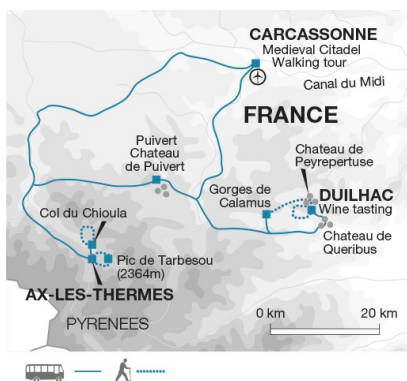 CARCASSONNE
Medieval Citadel
Walking tour
Canal du Midi
FRANCE
Puivert
Chateau
de Puivert
Chateau de
Peyrepertuse
Gorges de
Calamus
DUILHAC
Wine tasting
Col du Chioula
Chateau de
Queribus
Pic de Tarbesou
(2364m)
AX-LES-THERMES
PYRENEES
0 km
20 km